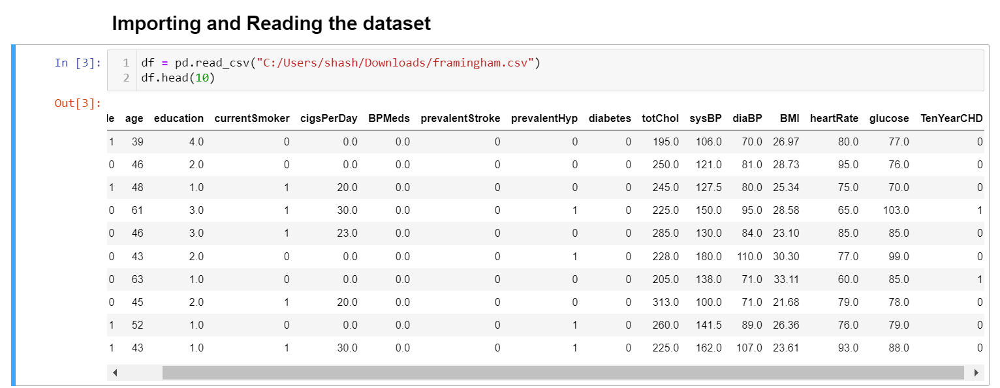 Importing and Reading the dataset
In [3]: 1 df = pd.read_csv("C:/Users/shash/Downloads/framingham.csv")
2 df.head(10)
Out[3]:
le age education currentSmoker cigsPerDay BPMeds prevalentStroke prevalentHyp diabetes totChol sysBP diaBP BMI heartRate glucose TenYearCHD
1 39 4.0 0 0.0 0.0 0 0 0 195.0 106.0 70.0 26.97 80.0 77.0 0
0 46 2.0 0 0.0 0.0 0 0 0 250.0 121.0 81.0 28.73 95.0 76.0 0
1 48 1.0 1 20.0 0.0 0 0 0 245.0 127.5 80.0 25.34 75.0 70.0 0
0 61 3.0 1 30.0 0.0 0 1 0 225.0 150.0 95.0 28.58 65.0 103.0 1
0 46 3.0 1 23.0 0.0 0 0 0 285.0 130.0 84.0 23.10 85.0 85.0 0
0 43 2.0 0 0.0 0.0 0 1 0 228.0 180.0 110.0 30.30 77.0 99.0 0
0 63 1.0 0 0.0 0.0 0 0 0 205.0 138.0 71.0 33.11 60.0 85.0 1
0 45 2.0 1 20.0 0.0 0 0 0 313.0 100.0 71.0 21.68 79.0 78.0 0
1 52 1.0 0 0.0 0.0 0 1 0 260.0 141.5 89.0 26.36 76.0 79.0 0
1 43 1.0 1 30.0 0.0 0 1 0 225.0 162.0 107.0 23.61 93.0 88.0 0